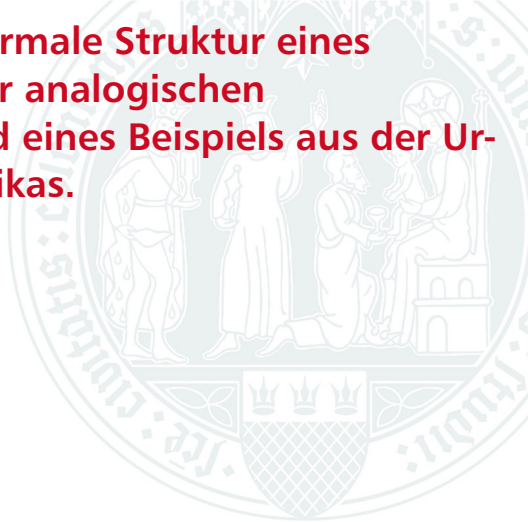 rmale Struktur eines
r analogischen
d eines Beispiels aus der Ur-
ikas.